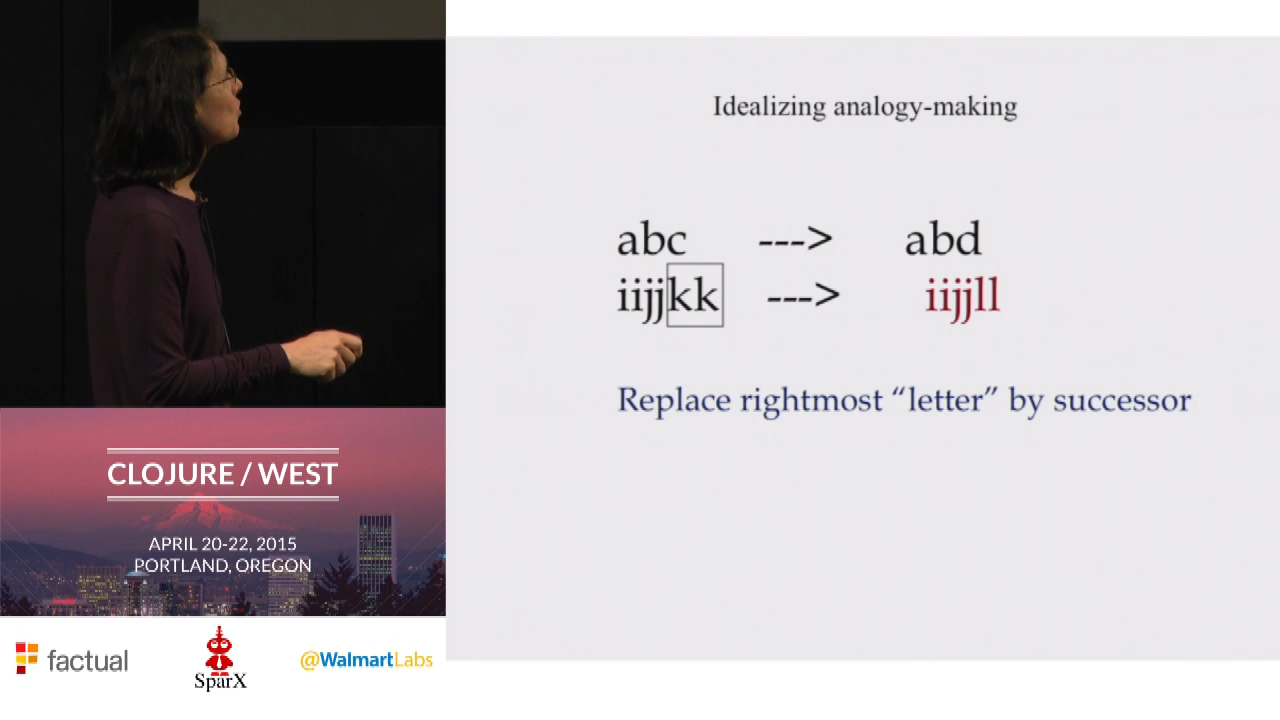 Idealizing analogy-making
abc ---> abd
iijjkk ---> iijjll
Replace rightmost “letter” by successor
CLOJURE / WEST
APRIL 20-22, 2015
PORTLAND, OREGON
factual
SparX
@WalmartLabs